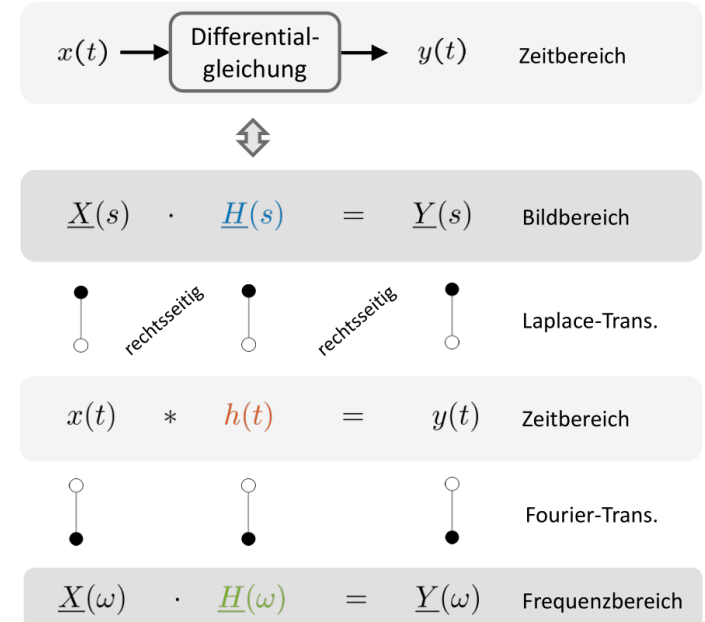 x(t) Differential-gleichung y(t) Zeitbereich
X(s) · H(s) = Y(s) Bildbereich
rechtsseitig rechtsseitig Laplace-Trans.
x(t) * h(t) = y(t) Zeitbereich
Fourier-Trans.
X(ω) · H(ω) = Y(ω) Frequenzbereich